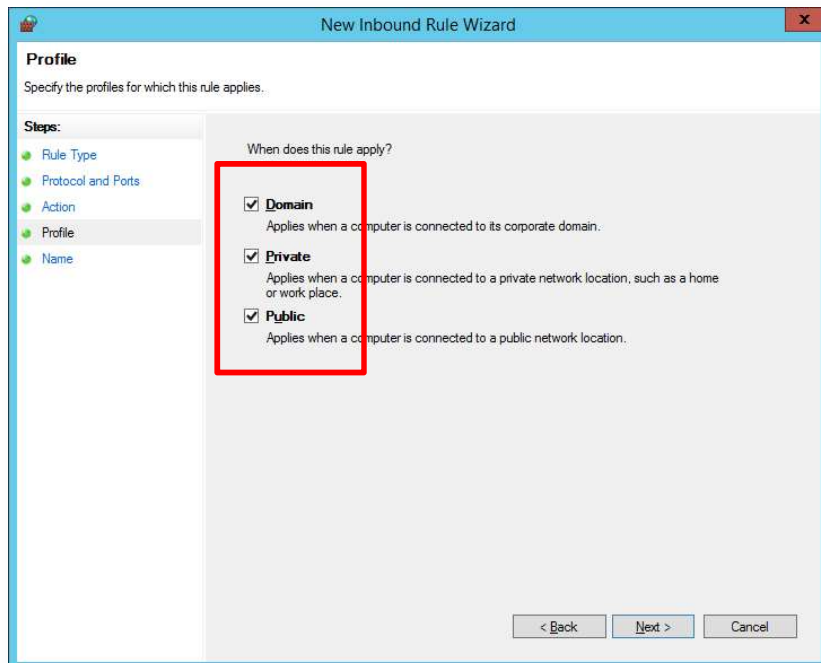 New Inbound Rule Wizard
x
Profile
Specify the profiles for which this rule applies.
Steps:
Rule Type
Protocol and Ports
Action
Profile
Name
When does this rule apply?
Domain
Applies when a computer is connected to its corporate domain.
Private
Applies when a computer is connected to a private network location, such as a home
or work place.
Public
Applies when a computer is connected to a public network location.
< Back
Next >
Cancel